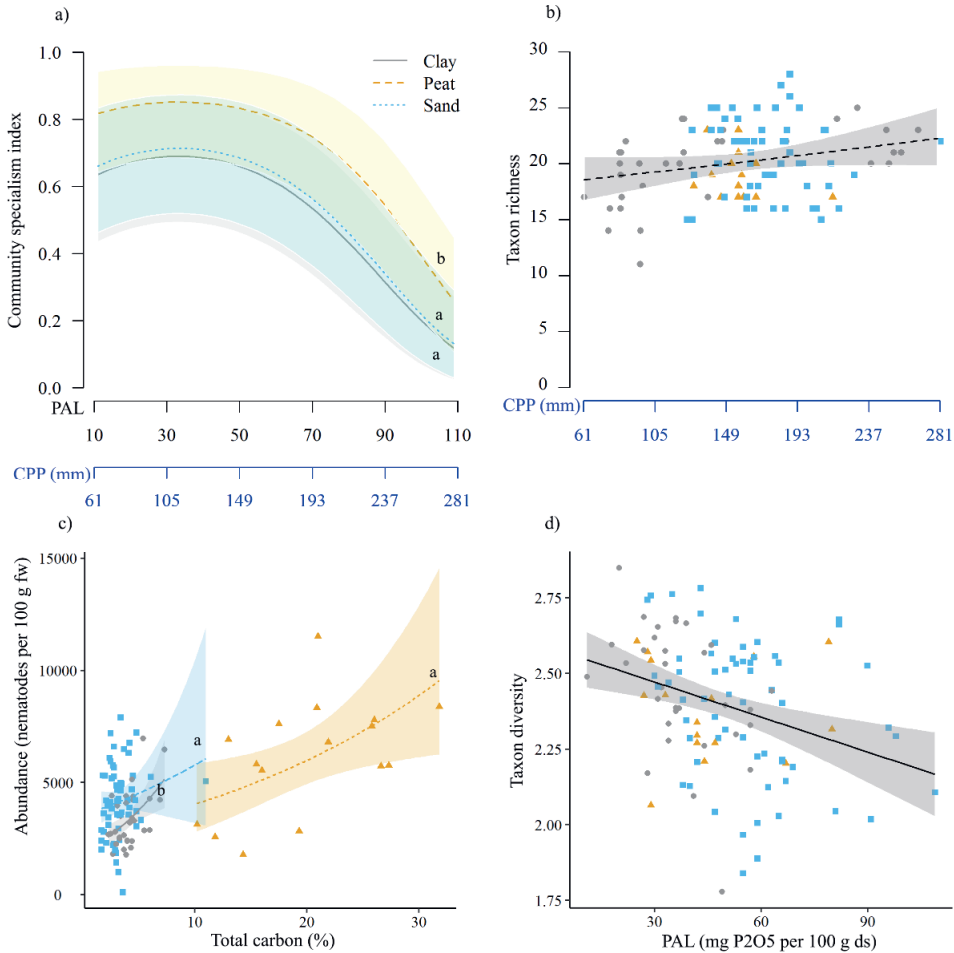 a)
Community specialism index
1.0
0.8
0.6
0.4
0.2
0.0
Clay
Peat
Sand
b
a
a
PAL
10 30 50 70 90 110
CPP (mm)
61 105 149 193 237 281
b)
Taxon richness
30
25
20
15
10
5
0
CPP (mm)
61 105 149 193 237 281
c)
Abundance (nematodes per 100 g fw)
15000
10000
5000
0
a
b
a
10 20 30
Total carbon (%)
d)
Taxon diversity
2.75
2.50
2.25
2.00
1.75
30 60 90
PAL (mg P2O5 per 100 g ds)